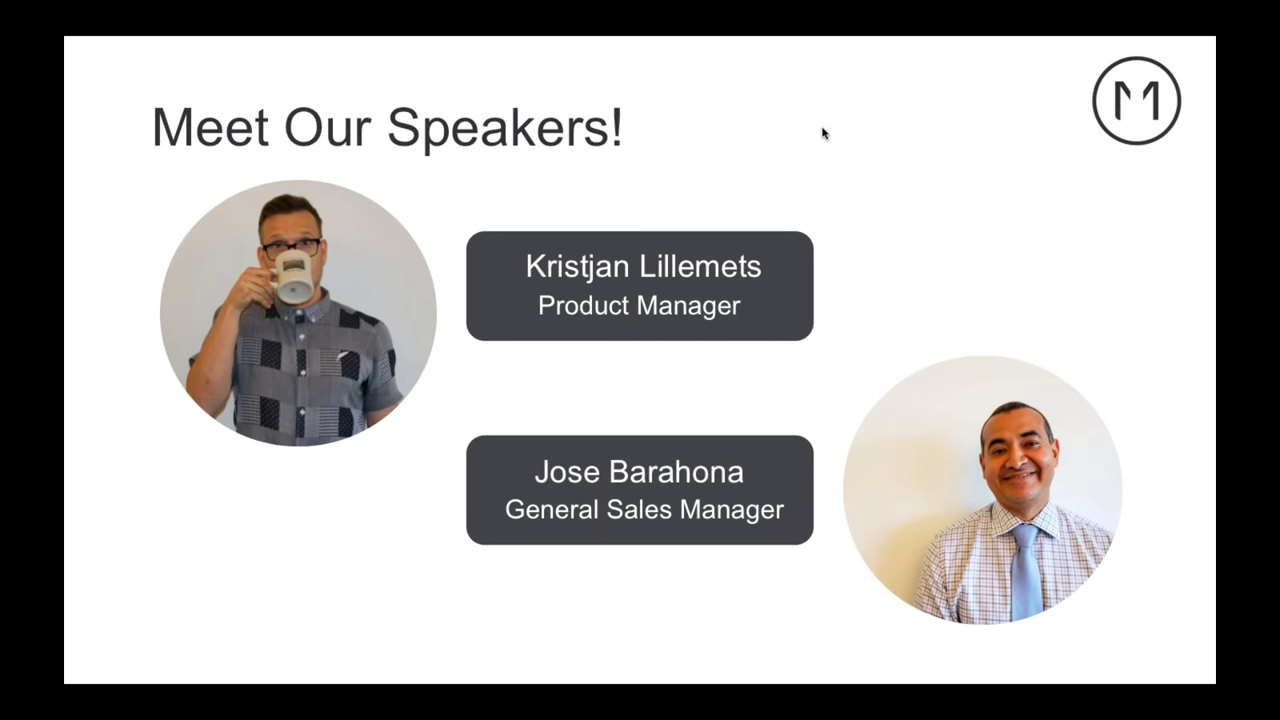 Meet Our Speakers!
M
Kristjan Lillemets
Product Manager
Jose Barahona
General Sales Manager